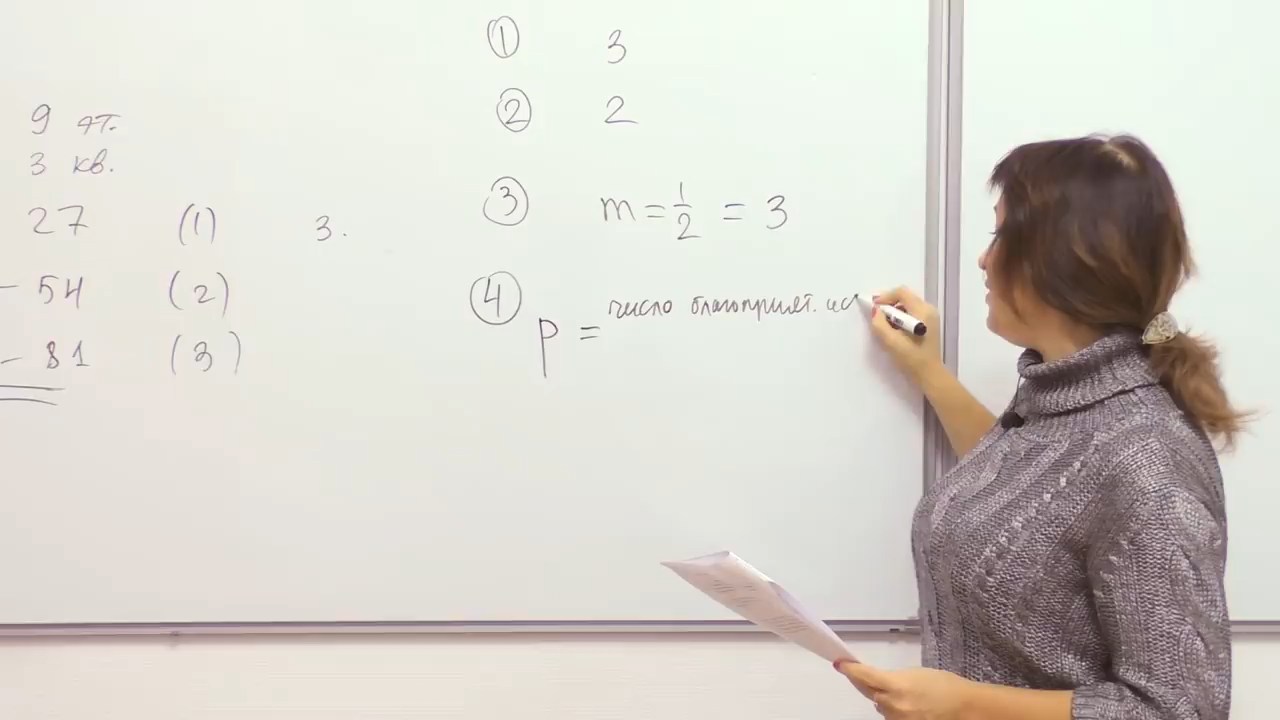 9 эт.
3 кв.
27 (1) 3.
– 54 (2)
– 81 (3)
① 3
② 2
③ m = 1/2 = 3
④ p = число благоприят. ис